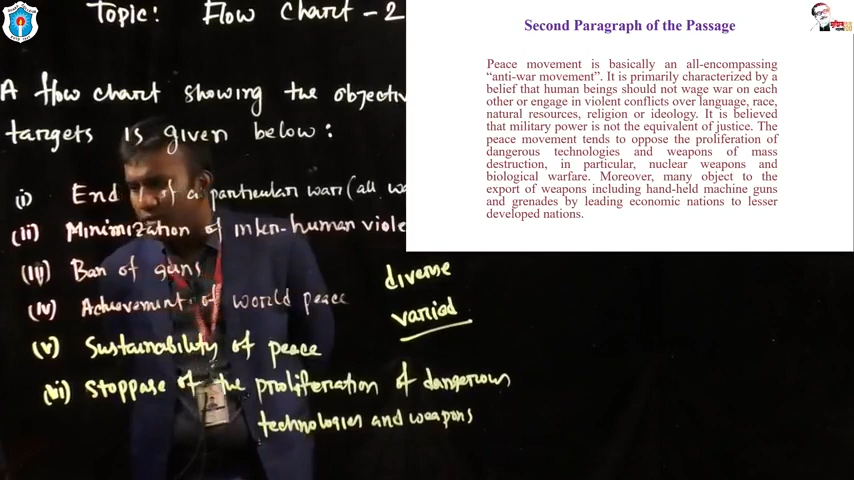 Topic: Flow Chart - 2
A flow chart showing the objectiv
targets is given below:
(i) End of a particular war (all wa
(ii) Minimization of inter-human viole
(iii) Ban of guns
(iv) Achievement of world peace
(v) Sustainability of peace
(vi) Stoppage of the proliferation of dangerous
technologies and weapons
diverse
varied
Second Paragraph of the Passage
Peace movement is basically an all-encompassing
“anti-war movement”. It is primarily characterized by a
belief that human beings should not wage war on each
other or engage in violent conflicts over language, race,
natural resources, religion or ideology. It is believed
that military power is not the equivalent of justice. The
peace movement tends to oppose the proliferation of
dangerous technologies and weapons of mass
destruction, in particular, nuclear weapons and
biological warfare. Moreover, many object to the
export of weapons including hand-held machine guns
and grenades by leading economic nations to lesser
developed nations.